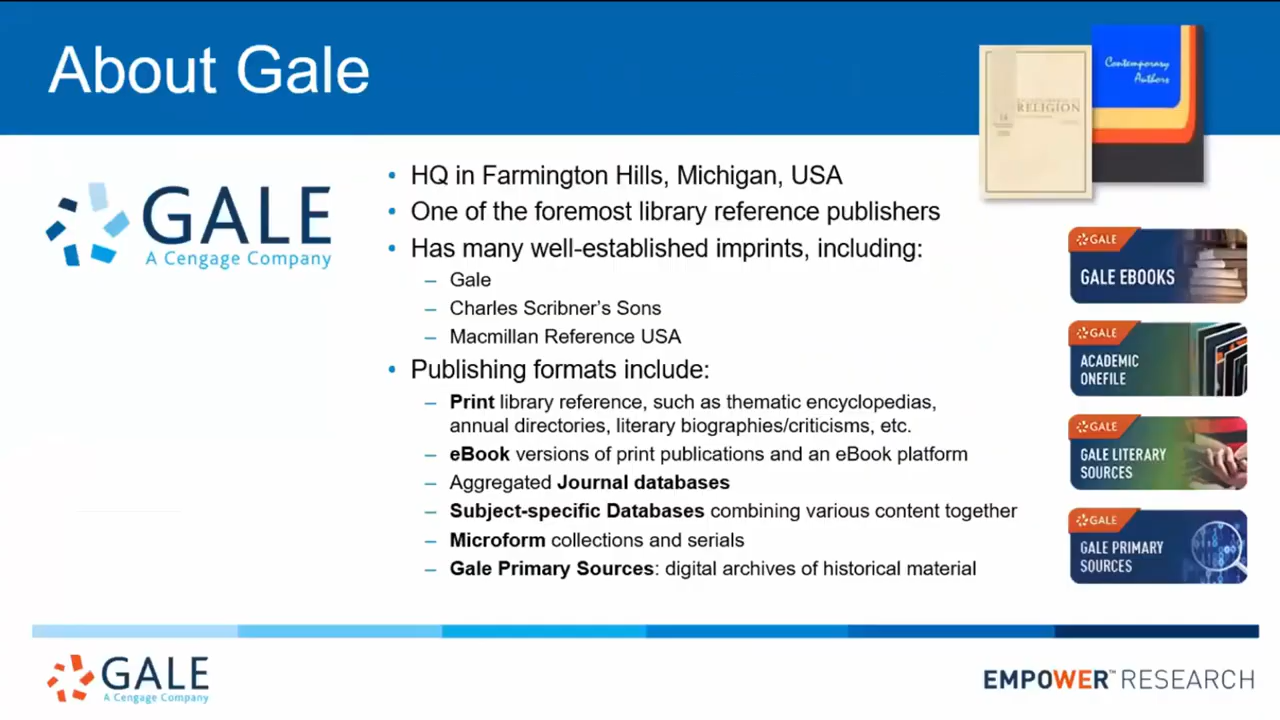 About Gale
Contemporary
Authors
RELIGION
GALE
A Cengage Company
• HQ in Farmington Hills, Michigan, USA
• One of the foremost library reference publishers
• Has many well-established imprints, including:
– Gale
– Charles Scribner’s Sons
– Macmillan Reference USA
• Publishing formats include:
– Print library reference, such as thematic encyclopedias,
annual directories, literary biographies/criticisms, etc.
– eBook versions of print publications and an eBook platform
– Aggregated Journal databases
– Subject-specific Databases combining various content together
– Microform collections and serials
– Gale Primary Sources: digital archives of historical material
GALE
GALE EBOOKS
GALE
ACADEMIC
ONEFILE
GALE
GALE LITERARY
SOURCES
GALE
GALE PRIMARY
SOURCES
GALE
A Cengage Company
EMPOWER™ RESEARCH